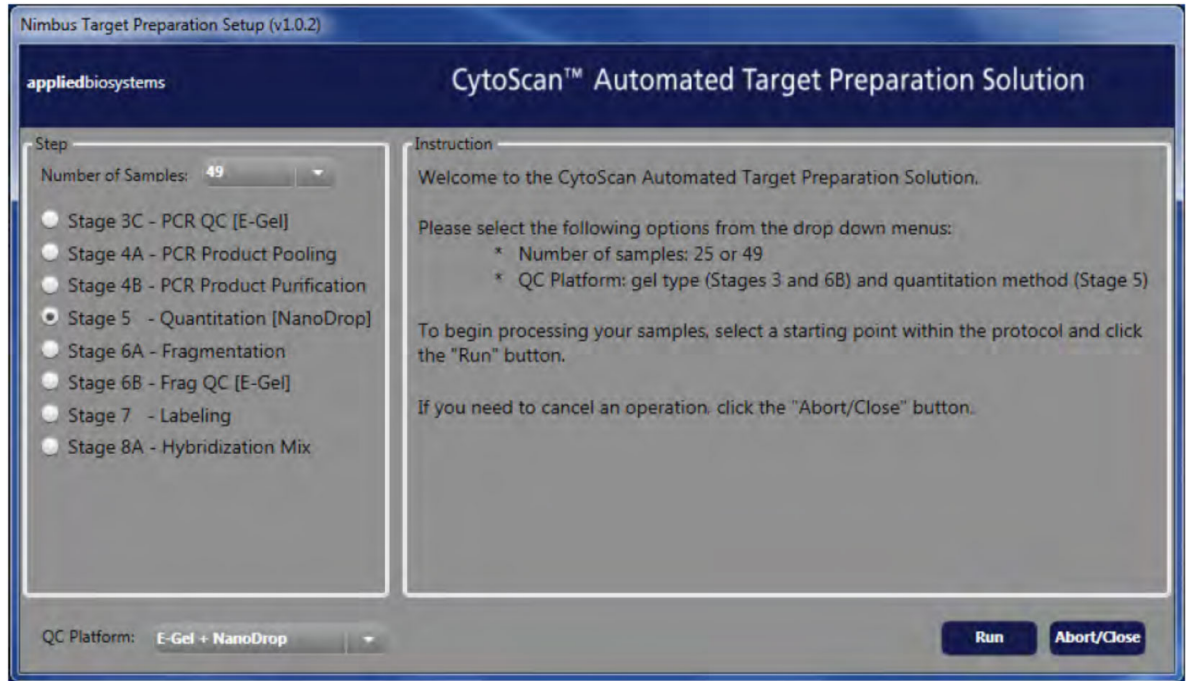 Nimbus Target Preparation Setup (v1.0.2)
appliedbiosystems
CytoScan™ Automated Target Preparation Solution
Step
Number of Samples: 49
Stage 3C - PCR QC [E-Gel]
Stage 4A - PCR Product Pooling
Stage 4B - PCR Product Purification
Stage 5 - Quantitation [NanoDrop]
Stage 6A - Fragmentation
Stage 6B - Frag QC [E-Gel]
Stage 7 - Labeling
Stage 8A - Hybridization Mix
Instruction
Welcome to the CytoScan Automated Target Preparation Solution.
Please select the following options from the drop down menus:
* Number of samples: 25 or 49
* QC Platform: gel type (Stages 3 and 6B) and quantitation method (Stage 5)
To begin processing your samples, select a starting point within the protocol and click
the "Run" button.
If you need to cancel an operation, click the "Abort/Close" button.
QC Platform: E-Gel + NanoDrop
Run
Abort/Close